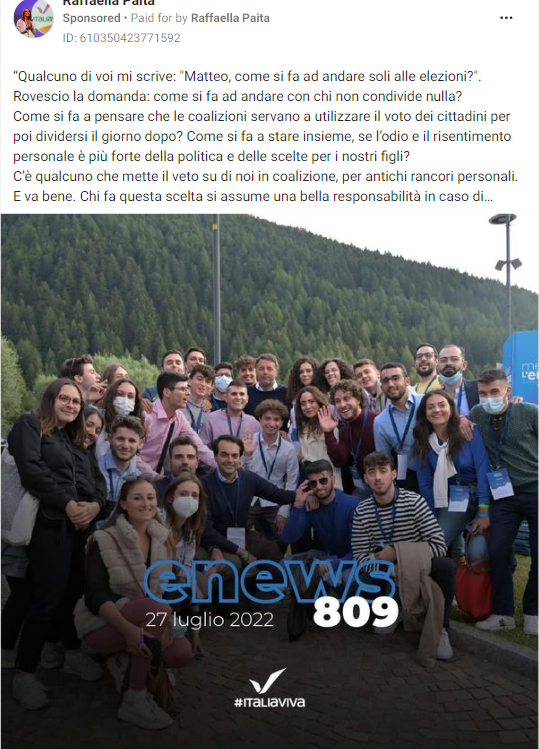 Raffaella Paita
Sponsored • Paid for by Raffaella Paita
ID: 610350423771592
“Qualcuno di voi mi scrive: "Matteo, come si fa ad andare soli alle elezioni?".
Rovescio la domanda: come si fa ad andare con chi non condivide nulla?
Come si fa a pensare che le coalizioni servano a utilizzare il voto dei cittadini per
poi dividersi il giorno dopo? Come si fa a stare insieme, se l’odio e il risentimento
personale è più forte della politica e delle scelte per i nostri figli?
C’è qualcuno che mette il veto su di noi in coalizione, per antichi rancori personali.
E va bene. Chi fa questa scelta si assume una bella responsabilità in caso di...
enews
809
27 luglio 2022
#ITALIAVIVA